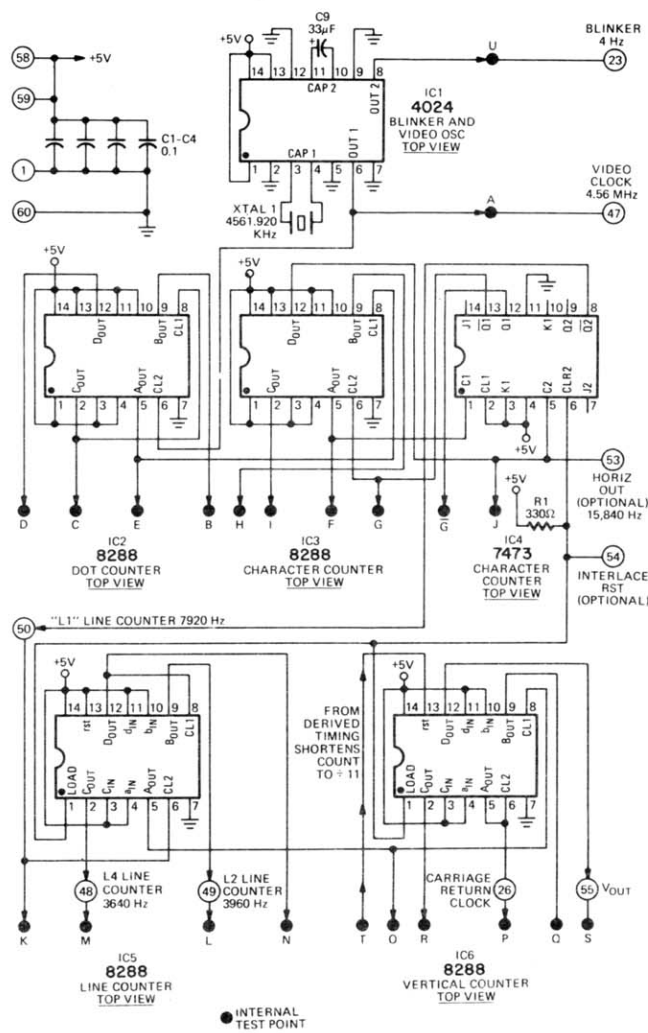 C9
33µF
+5V
14 13 12 11 10 9 8
CAP 2
OUT 2
CAP 1
OUT 1
1 2 3 4 5 6 7
IC1
4024
BLINKER AND
VIDEO OSC
TOP VIEW
U
BLINKER
4 Hz
23
58
+5V
59
1
60
C1-C4
0.1
XTAL 1
4561.920
KHz
A
VIDEO
CLOCK
4.56 MHz
47
+5V
14 13 12 11 10 9 8
DOUT
BOUT
CL1
COUT
AOUT
CL2
1 2 3 4 5 6 7
+5V
14 13 12 11 10 9 8
DOUT
BOUT
CL1
COUT
AOUT
CL2
1 2 3 4 5 6 7
14 13 12 11 10 9 8
J1
Q̅1
Q1
K1
Q2
Q̅2
C1
CL1
K1
C2
CLR2
J2
1 2 3 4 5 6 7
+5V
+5V
R1
330Ω
53
HORIZ
OUT
(OPTIONAL)
15,840 Hz
D C E B H I F G G̅ J
IC2
8288
DOT COUNTER
TOP VIEW
IC3
8288
CHARACTER COUNTER
TOP VIEW
IC4
7473
CHARACTER
COUNTER
TOP VIEW
54
INTERLACE
RST
(OPTIONAL)
50
"L1" LINE COUNTER 7920 Hz
+5V
14 13 12 11 10 9 8
rst
DOUT
dIN
bIN
BOUT
CL1
LOAD
COUT
CIN
aIN
AOUT
CL2
1 2 3 4 5 6 7
FROM
DERIVED
TIMING
SHORTENS
COUNT
TO ÷ 11
+5V
14 13 12 11 10 9 8
rst
DOUT
dIN
bIN
BOUT
CL1
LOAD
COUT
CIN
aIN
AOUT
CL2
1 2 3 4 5 6 7
48
L4 LINE
COUNTER
3640 Hz
49
L2 LINE
COUNTER
3960 Hz
CARRIAGE
RETURN
CLOCK
26
55
VOUT
K M L N T O R P Q S
IC5
8288
LINE COUNTER
TOP VIEW
IC6
8288
VERTICAL COUNTER
TOP VIEW
INTERNAL
TEST POINT